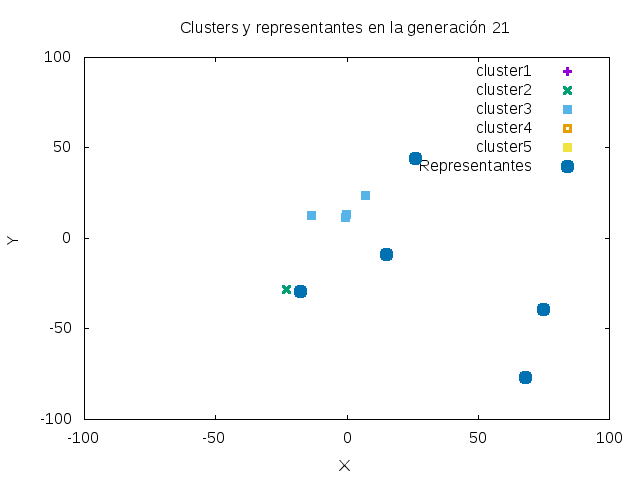 Clusters y representantes en la generación 21
100
50
0
-50
-100
-100 -50 0 50 100
Y
X
cluster1
cluster2
cluster3
cluster4
cluster5
Representantes